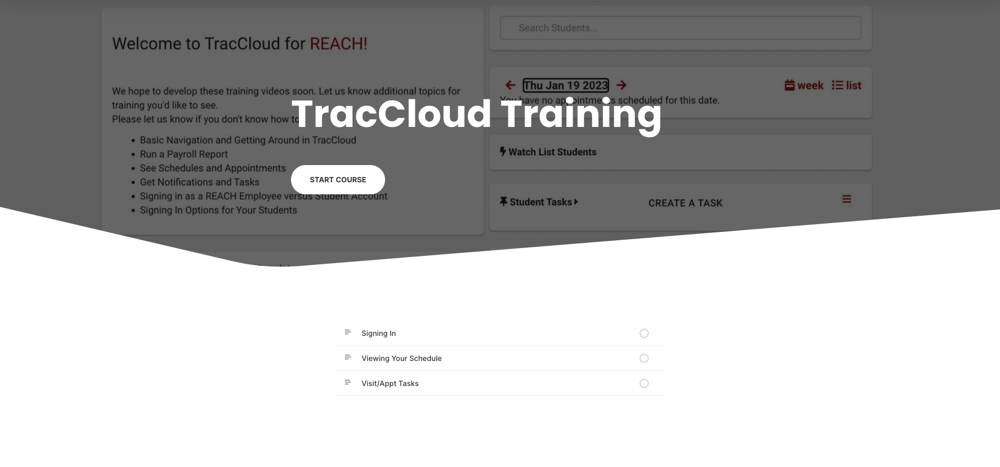 Welcome to TracCloud for REACH!
We hope to develop these training videos soon. Let us know additional topics for
training you'd like to see.
Please let us know if you don't know how to
Basic Navigation and Getting Around in TracCloud
Run a Payroll Report
See Schedules and Appointments
Get Notifications and Tasks
Signing in as a REACH Employee versus Student Account
Signing In Options for Your Students
Search Students...
Thu Jan 19 2023
week
list
You have no appointments scheduled for this date.
Watch List Students
Student Tasks
CREATE A TASK
TracCloud Training
START COURSE
Signing In
Viewing Your Schedule
Visit/Appt Tasks